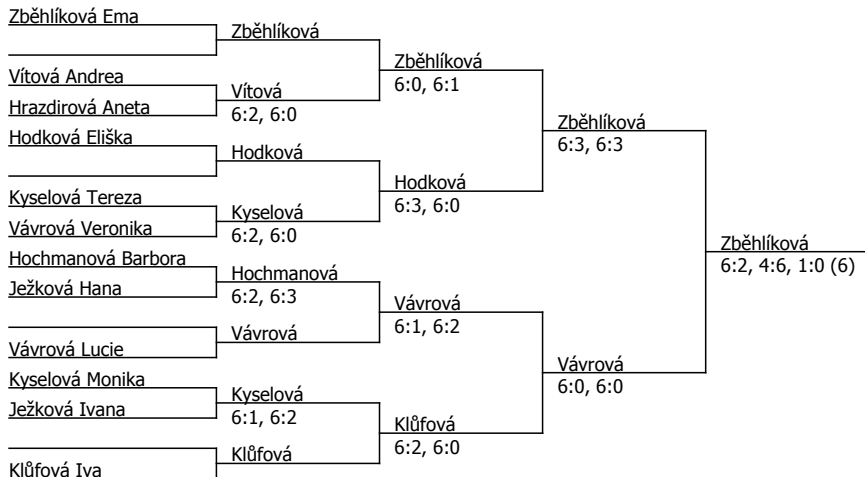 Zběhlíková Ema
Zběhlíková
Zběhlíková
6:0, 6:1
Vítová Andrea
Vítová
6:2, 6:0
Hrazdirová Aneta
Zběhlíková
6:3, 6:3
Hodková Eliška
Hodková
Hodková
6:3, 6:0
Kyselová Tereza
Kyselová
6:2, 6:0
Vávrová Veronika
Zběhlíková
6:2, 4:6, 1:0 (6)
Hochmanová Barbora
Hochmanová
6:2, 6:3
Ježková Hana
Vávrová
6:1, 6:2
Vávrová
Vávrová Lucie
Vávrová
6:0, 6:0
Kyselová Monika
Kyselová
6:1, 6:2
Ježková Ivana
Klůfová
6:2, 6:0
Klůfová
Klůfová Iva